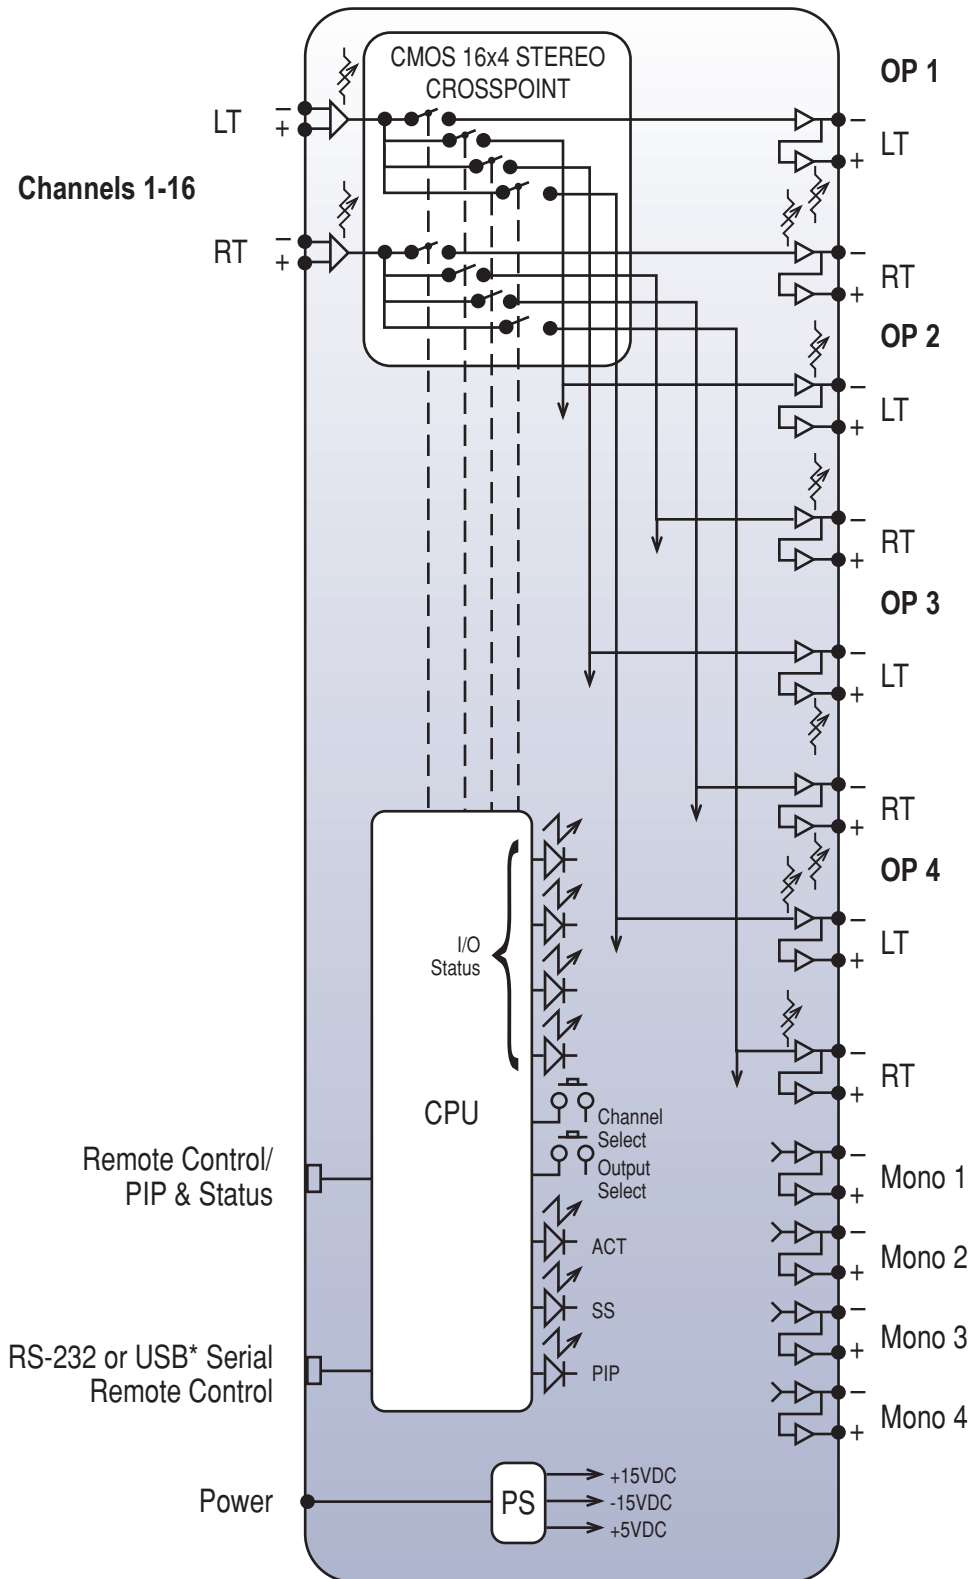 CMOS 16x4 STEREO
CROSSPOINT
OP 1
LT
−
+
−
+
LT
Channels 1-16
RT
−
+
−
+
RT
OP 2
−
+
LT
−
+
RT
OP 3
−
+
LT
−
+
RT
OP 4
−
+
LT
−
+
RT
I/O
Status
CPU
Channel
Select
Output
Select
Remote Control/
PIP & Status
−
+
Mono 1
ACT
−
+
Mono 2
SS
−
+
Mono 3
RS-232 or USB* Serial
Remote Control
PIP
−
+
Mono 4
Power
PS
+15VDC
-15VDC
+5VDC